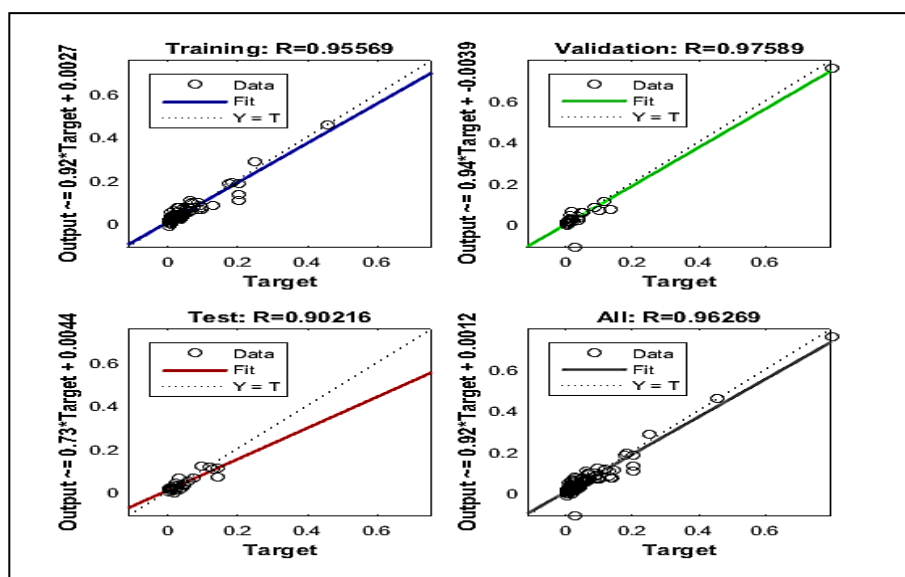 Training: R=0.95569
Output ~= 0.92*Target + 0.0027
Data
Fit
Y = T
0.6
0.4
0.2
0
0
0.2
0.4
0.6
Target
Validation: R=0.97589
Output ~= 0.94*Target + -0.0039
Data
Fit
Y = T
0.6
0.4
0.2
0
0
0.2
0.4
0.6
Target
Test: R=0.90216
Output ~= 0.73*Target + 0.0044
Data
Fit
Y = T
0.6
0.4
0.2
0
0
0.2
0.4
0.6
Target
All: R=0.96269
Output ~= 0.92*Target + 0.0012
Data
Fit
Y = T
0.6
0.4
0.2
0
0
0.2
0.4
0.6
Target